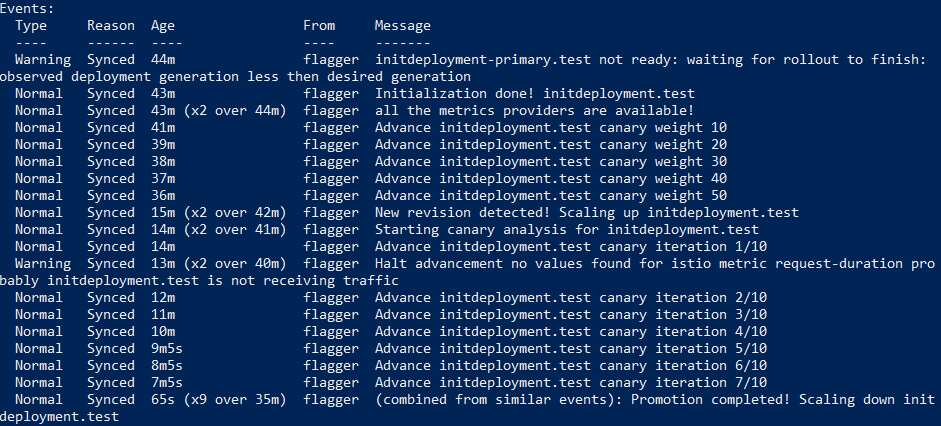 Events:
  Type     Reason  Age                From     Message
  ----     ------  ----               ----     -------
  Warning  Synced  44m                flagger  initdeployment-primary.test not ready: waiting for rollout to finish:
observed deployment generation less then desired generation
  Normal   Synced  43m                flagger  Initialization done! initdeployment.test
  Normal   Synced  43m (x2 over 44m)  flagger  all the metrics providers are available!
  Normal   Synced  41m                flagger  Advance initdeployment.test canary weight 10
  Normal   Synced  39m                flagger  Advance initdeployment.test canary weight 20
  Normal   Synced  38m                flagger  Advance initdeployment.test canary weight 30
  Normal   Synced  37m                flagger  Advance initdeployment.test canary weight 40
  Normal   Synced  36m                flagger  Advance initdeployment.test canary weight 50
  Normal   Synced  15m (x2 over 42m)  flagger  New revision detected! Scaling up initdeployment.test
  Normal   Synced  14m (x2 over 41m)  flagger  Starting canary analysis for initdeployment.test
  Normal   Synced  14m                flagger  Advance initdeployment.test canary iteration 1/10
  Warning  Synced  13m (x2 over 40m)  flagger  Halt advancement no values found for istio metric request-duration pro
bably initdeployment.test is not receiving traffic
  Normal   Synced  12m                flagger  Advance initdeployment.test canary iteration 2/10
  Normal   Synced  11m                flagger  Advance initdeployment.test canary iteration 3/10
  Normal   Synced  10m                flagger  Advance initdeployment.test canary iteration 4/10
  Normal   Synced  9m5s               flagger  Advance initdeployment.test canary iteration 5/10
  Normal   Synced  8m5s               flagger  Advance initdeployment.test canary iteration 6/10
  Normal   Synced  7m5s               flagger  Advance initdeployment.test canary iteration 7/10
  Normal   Synced  65s (x9 over 35m)  flagger  (combined from similar events): Promotion completed! Scaling down init
deployment.test